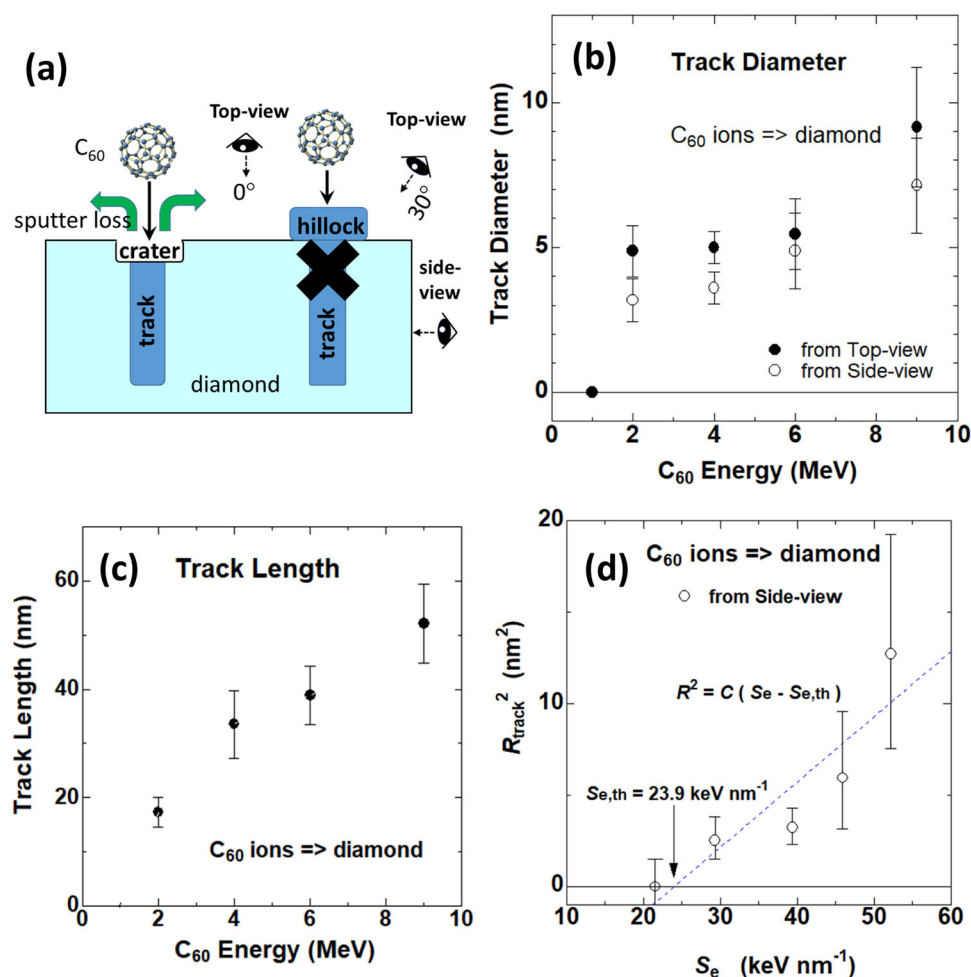 (a)
C₆₀
Top-view
0°
Top-view
30°
sputter loss
crater
hillock
track
track
side-
view
diamond
(b)
Track Diameter
C₆₀ ions => diamond
Track Diameter (nm)
10
5
0
from Top-view
from Side-view
0 2 4 6 8 10
C₆₀ Energy (MeV)
(c)
Track Length
Track Length (nm)
60
40
20
0
C₆₀ ions => diamond
0 2 4 6 8 10
C₆₀ Energy (MeV)
(d)
C₆₀ ions => diamond
from Side-view
R² = C ( Se - Se,th )
Se,th = 23.9 keV nm⁻¹
Rtrack² (nm²)
20
10
0
10 20 30 40 50 60
Se (keV nm⁻¹)